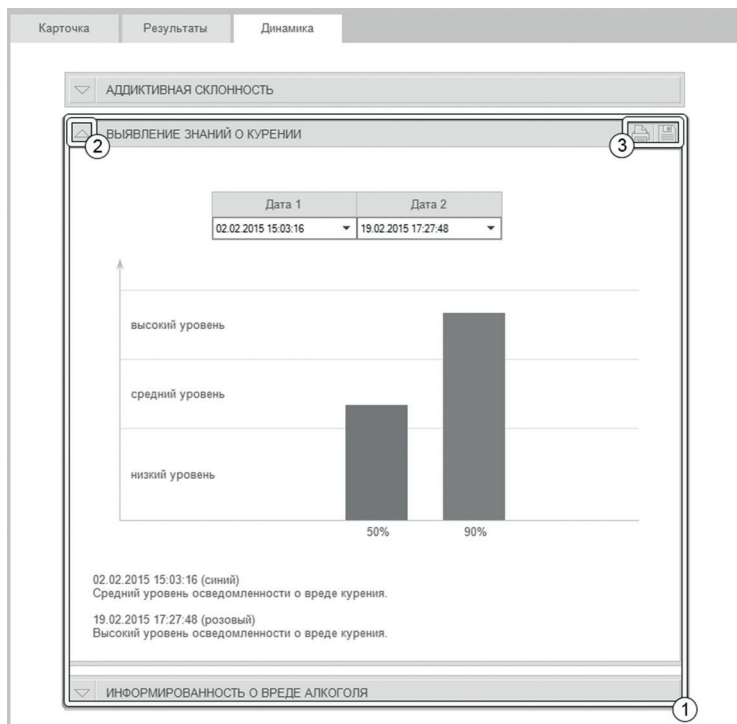 Карточка Результаты Динамика
АДДИКТИВНАЯ СКЛОННОСТЬ
ВЫЯВЛЕНИЕ ЗНАНИЙ О КУРЕНИИ
2 3
Дата 1 Дата 2
02.02.2015 15:03:16 19.02.2015 17:27:48
высокий уровень
средний уровень
низкий уровень
50% 90%
02.02.2015 15:03:16 (синий)
Средний уровень осведомленности о вреде курения.
19.02.2015 17:27:48 (розовый)
Высокий уровень осведомленности о вреде курения.
ИНФОРМИРОВАННОСТЬ О ВРЕДЕ АЛКОГОЛЯ
1